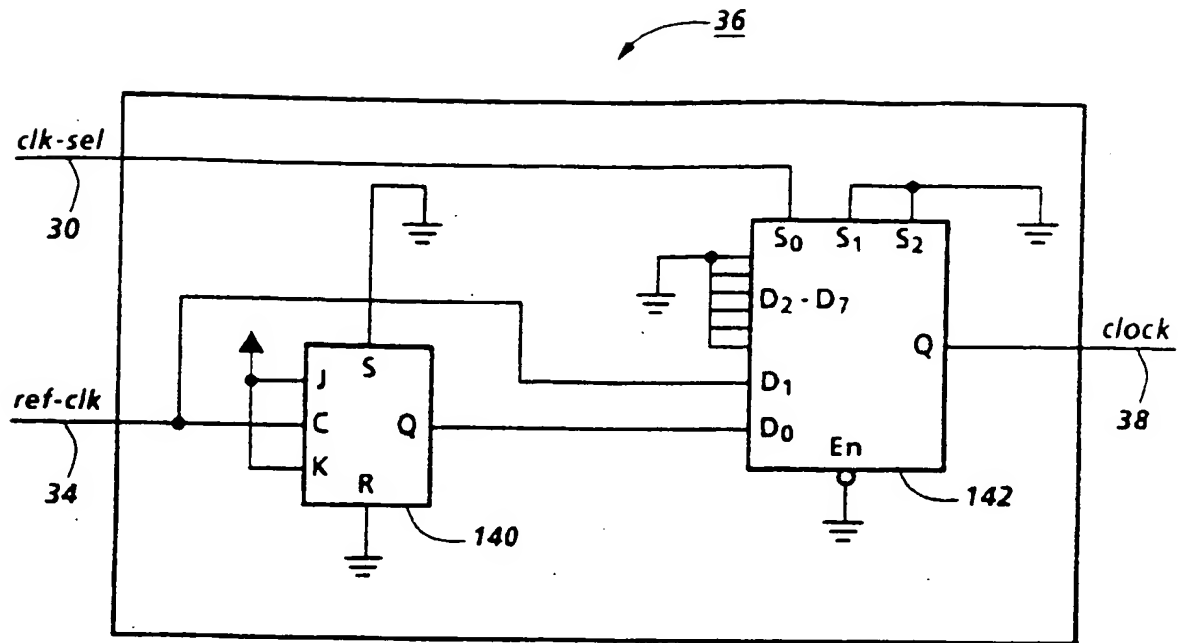 36
clk-sel
30
S0 S1 S2
D2 - D7
S
J
Q
clock
38
D1
ref-clk
34
C
Q
D0
K
En
R
142
140